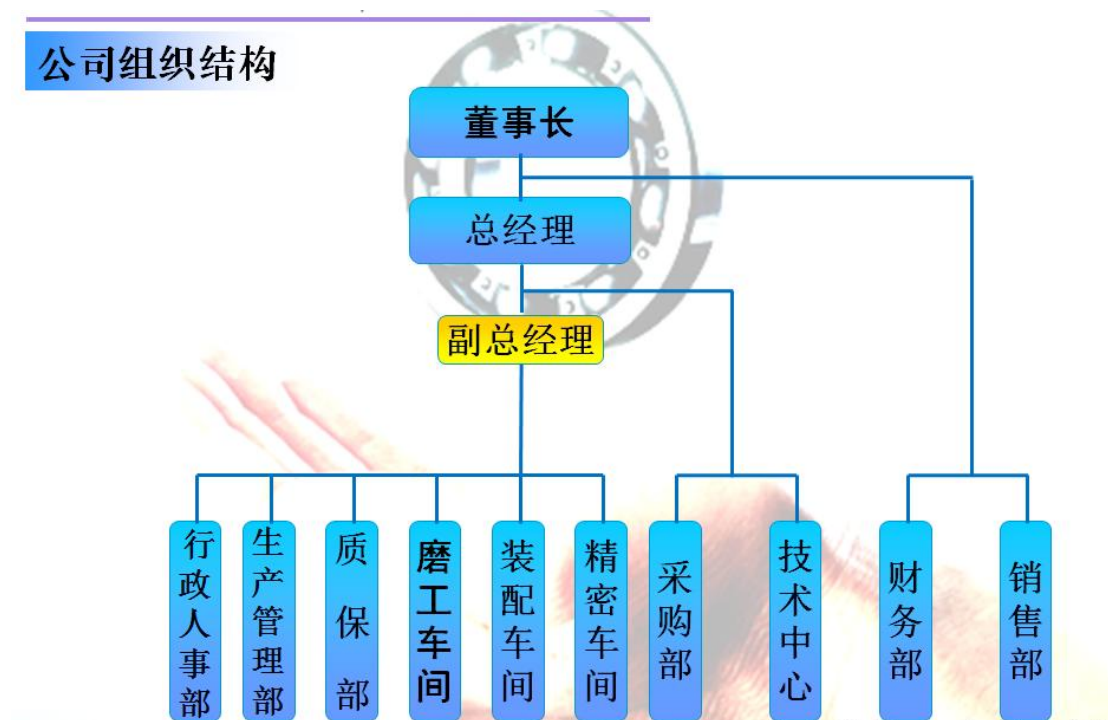 公司组织结构
董事长
总经理
副总经理
行政人事部
生产管理部
质保部
磨工车间
装配车间
精密车间
采购部
技术中心
财务部
销售部